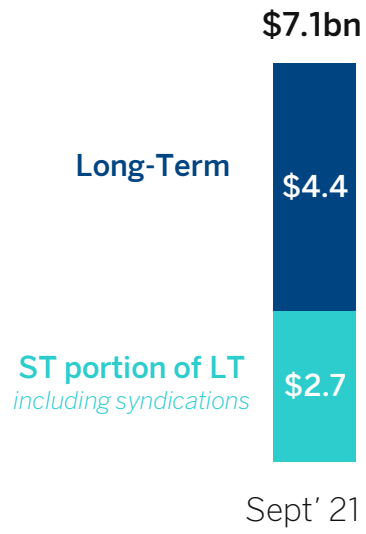 $7.1bn
Long-Term
$4.4
ST portion of LT
including syndications
$2.7
Sept' 21